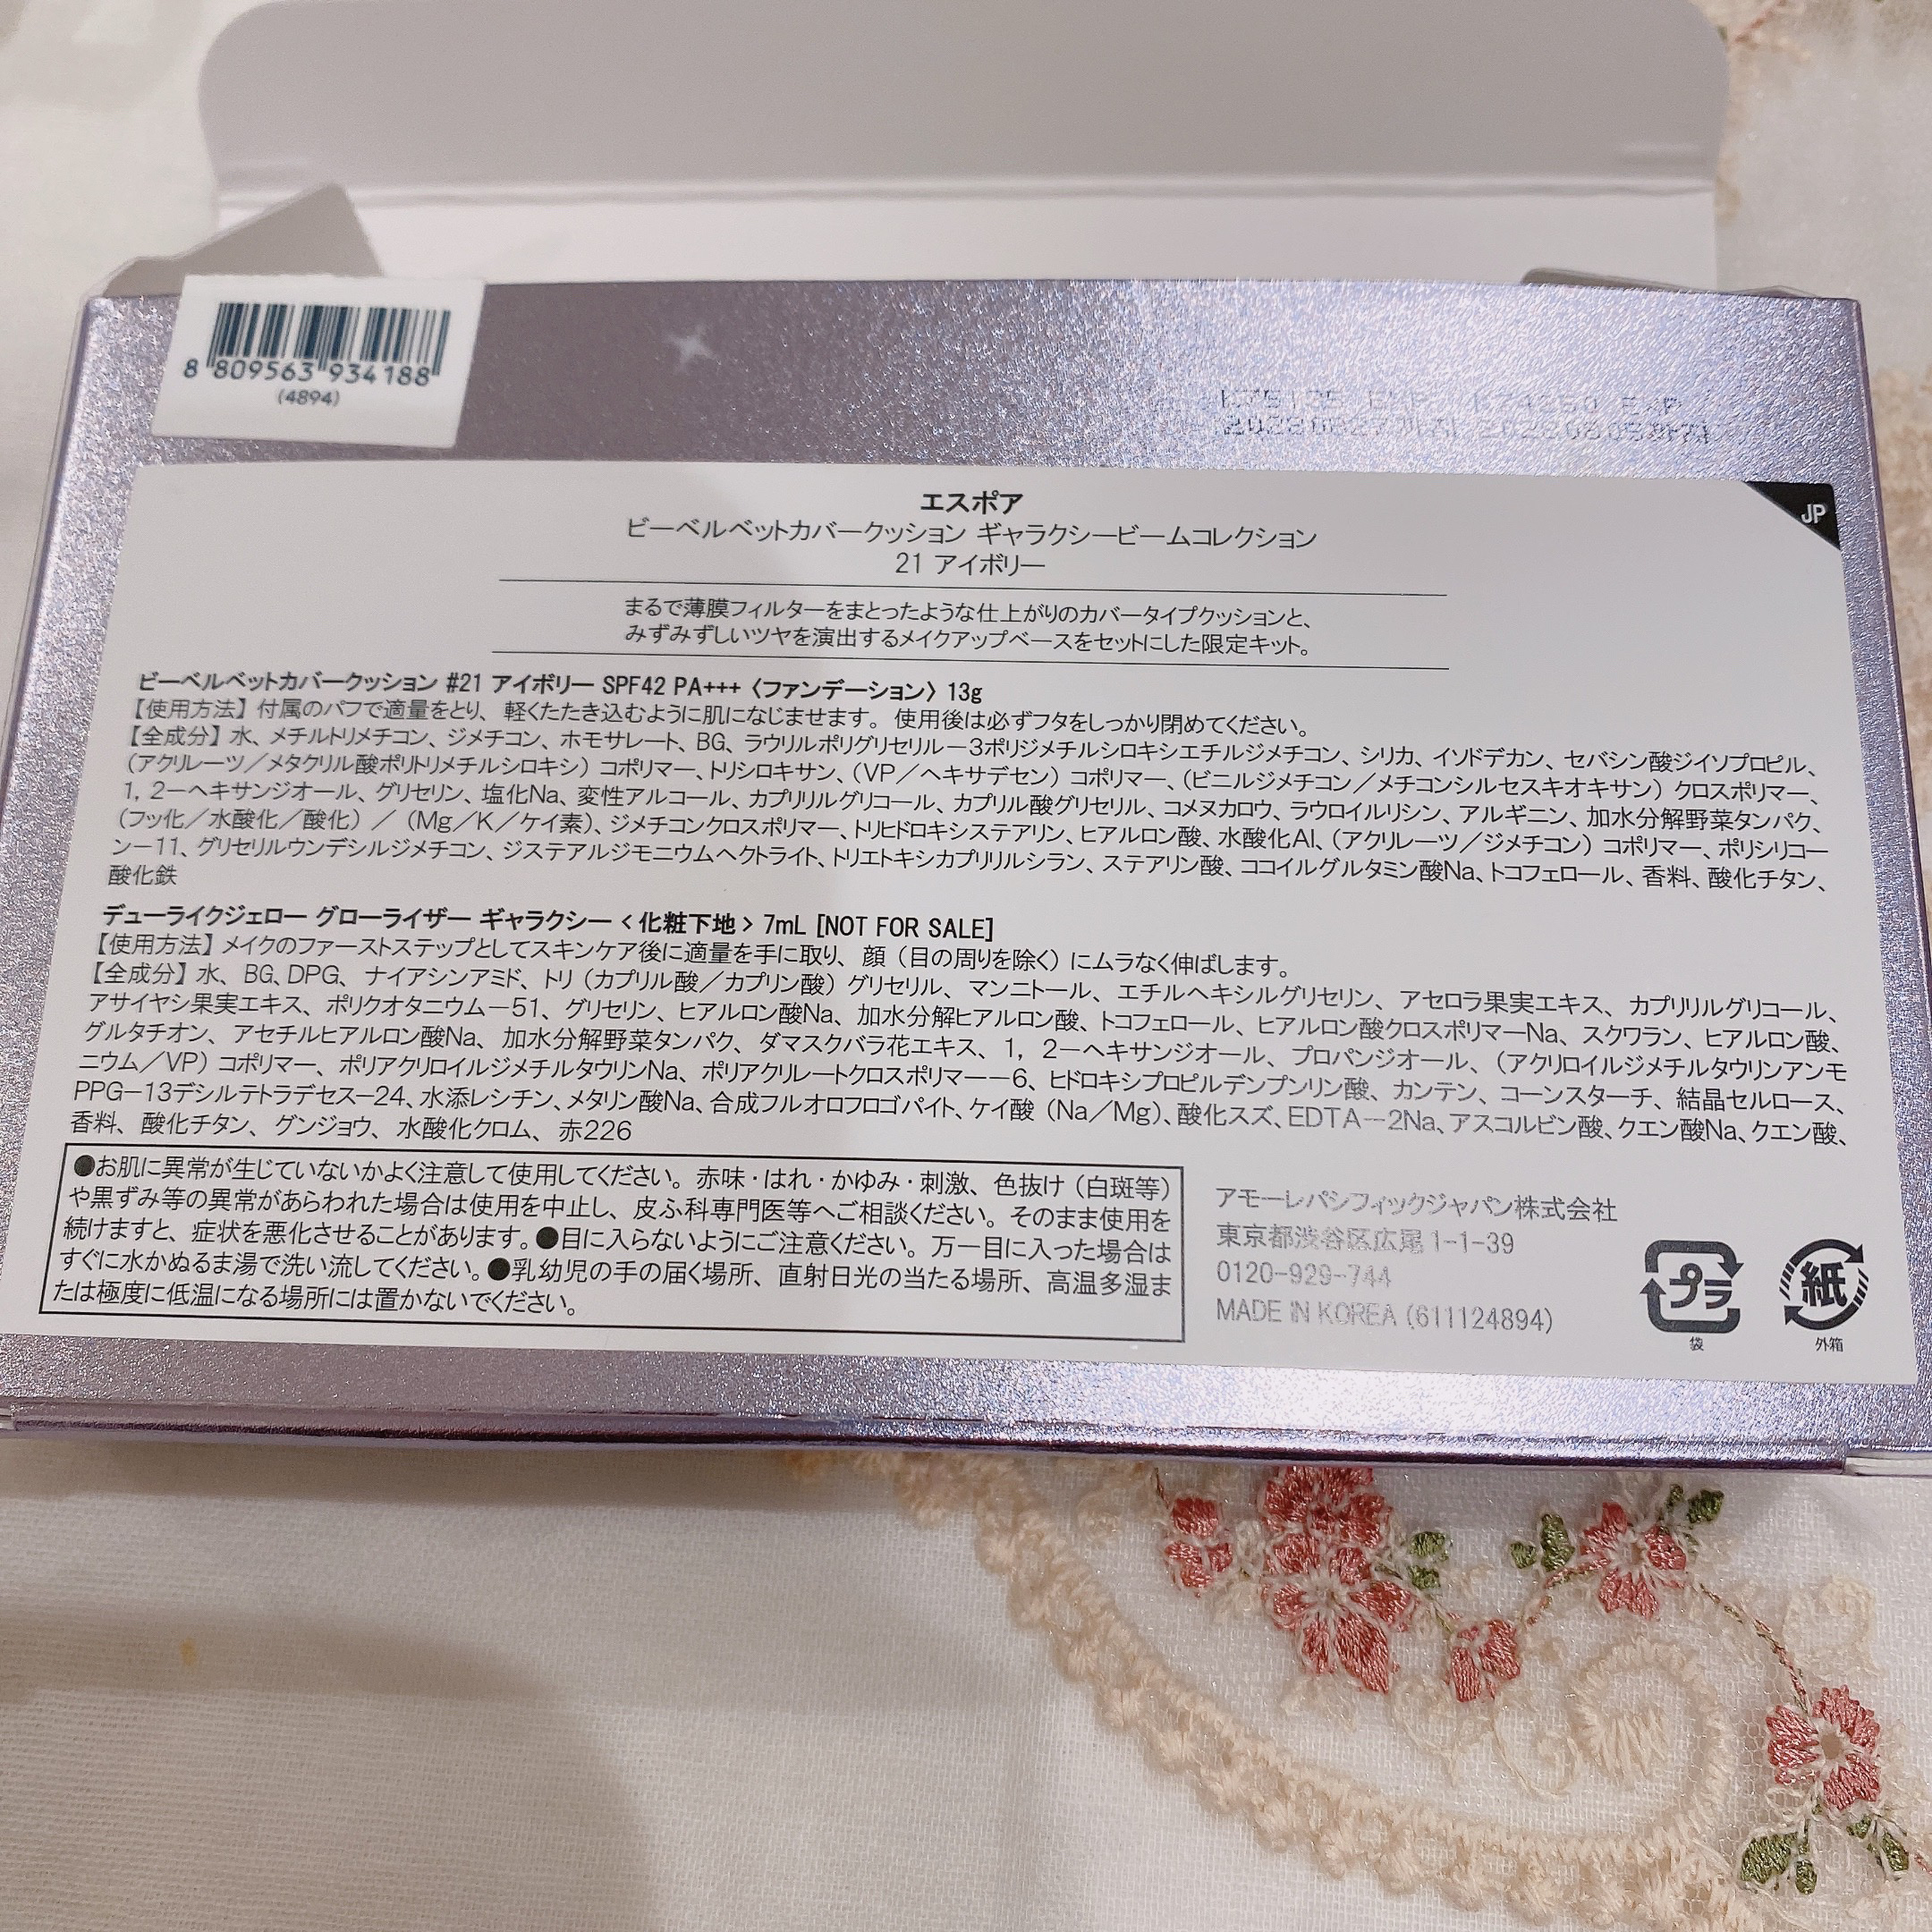 8 809563 934188
(4894)
JP
エスポア
ビーベルベットカバークッション ギャラクシービームコレクション
21 アイボリー
まるで薄膜フィルターをまとったような仕上がりのカバータイプクッションと、
みずみずしいツヤを演出するメイクアップベースをセットにした限定キット。
ビーベルベットカバークッション #21 アイボリー SPF42 PA+++〈ファンデーション〉13g
【使用方法】付属のパフで適量をとり、軽くたたき込むように肌になじませます。使用後は必ずフタをしっかり閉めてください。
【全成分】水、メチルトリメチコン、ジメチコン、ホモサレート、BG、ラウリルポリグリセリルー3ポリジメチルシロキシエチルジメチコン、シリカ、イソドデカン、セバシン酸ジイソプロピル、
(アクリレーツ／メタクリル酸ポリトリメチルシロキシ) コポリマー、トリシロキサン、(VP／ヘキサデセン) コポリマー、(ビニルジメチコン／メチコンシルセスキオキサン) クロスポリマー、
1, 2ーヘキサンジオール、グリセリン、塩化Na、変性アルコール、カプリリルグリコール、カプリル酸グリセリル、コメヌカロウ、ラウロイルリシン、アルギニン、加水分解野菜タンパク、
(フッ化／水酸化／酸化) ／ (Mg／K／ケイ素)、ジメチコンクロスポリマー、トリヒドロキシステアリン、ヒアルロン酸、水酸化Al、(アクリレーツ／ジメチコン) コポリマー、ポリシリコー
ンー11、グリセリルウンデシルジメチコン、ジステアルジモニウムヘクトライト、トリエトキシカプリリルシラン、ステアリン酸、ココイルグルタミン酸Na、トコフェロール、香料、酸化チタン、
酸化鉄
デューライクジェロー グローライザー ギャラクシー <化粧下地> 7mL [NOT FOR SALE]
【使用方法】メイクのファーストステップとしてスキンケア後に適量を手に取り、顔 (目の周りを除く) にムラなく伸ばします。
【全成分】水、BG、DPG、ナイアシンアミド、トリ (カプリル酸／カプリン酸) グリセリル、マンニトール、エチルヘキシルグリセリン、アセロラ果実エキス、カプリリルグリコール、
アサイヤシ果実エキス、ポリクオタニウムー51、グリセリン、ヒアルロン酸Na、加水分解ヒアルロン酸、トコフェロール、ヒアルロン酸クロスポリマーNa、スクワラン、ヒアルロン酸、
グルタチオン、アセチルヒアルロン酸Na、加水分解野菜タンパク、ダマスクバラ花エキス、1, 2ーヘキサンジオール、プロパンジオール、(アクリロイルジメチルタウリンアンモ
ニウム／VP) コポリマー、ポリアクリロイルジメチルタウリンNa、ポリアクリレートクロスポリマーー6、ヒドロキシプロピルデンプンリン酸、カンテン、コーンスターチ、結晶セルロース、
PPG-13デシルテトラデセス-24、水添レシチン、メタリン酸Na、合成フルオロフロゴパイト、ケイ酸 (Na／Mg)、酸化スズ、EDTAー2Na、アスコルビン酸、クエン酸Na、クエン酸、
香料、酸化チタン、グンジョウ、水酸化クロム、赤226
●お肌に異常が生じていないかよく注意して使用してください。赤味・はれ・かゆみ・刺激、色抜け (白斑等)
や黒ずみ等の異常があらわれた場合は使用を中止し、皮ふ科専門医等へご相談ください。そのまま使用を
続けますと、症状を悪化させることがあります。●目に入らないようにご注意ください。万一目に入った場合は
すぐに水かぬるま湯で洗い流してください。●乳幼児の手の届く場所、直射日光の当たる場所、高温多湿ま
たは極度に低温になる場所には置かないでください。
アモーレパシフィックジャパン株式会社
東京都渋谷区広尾1-1-39
0120-929-744
MADE IN KOREA (611124894)
プラ
袋
紙
外箱